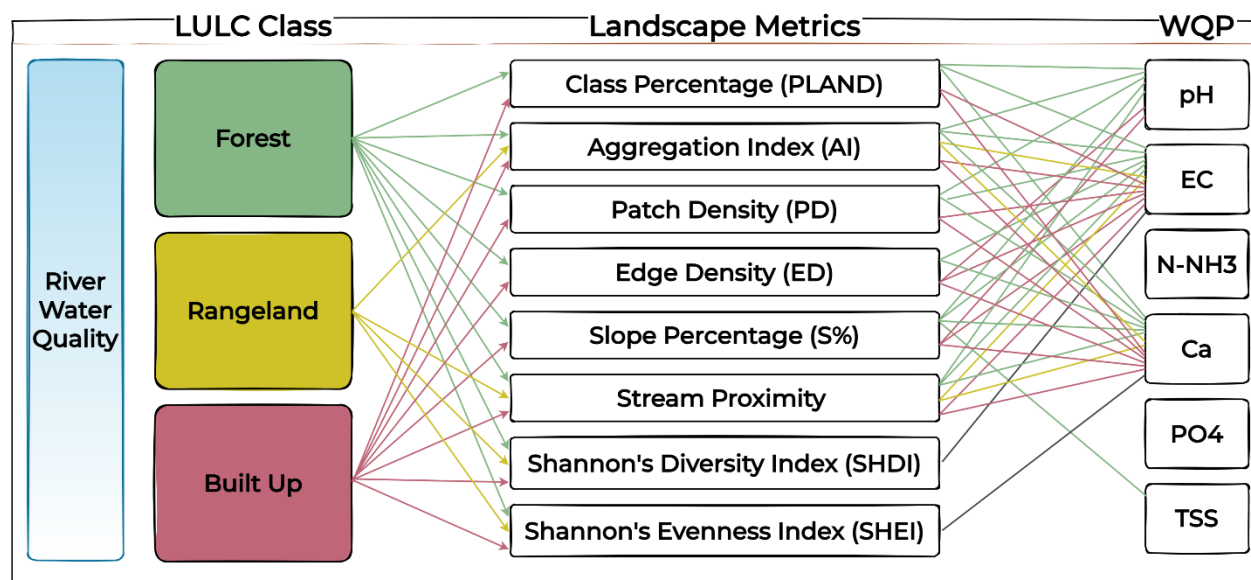 LULC Class
Landscape Metrics
WQP
River
Water
Quality
Forest
Rangeland
Built Up
Class Percentage (PLAND)
Aggregation Index (AI)
Patch Density (PD)
Edge Density (ED)
Slope Percentage (S%)
Stream Proximity
Shannon's Diversity Index (SHDI)
Shannon's Evenness Index (SHEI)
pH
EC
N-NH3
Ca
PO4
TSS